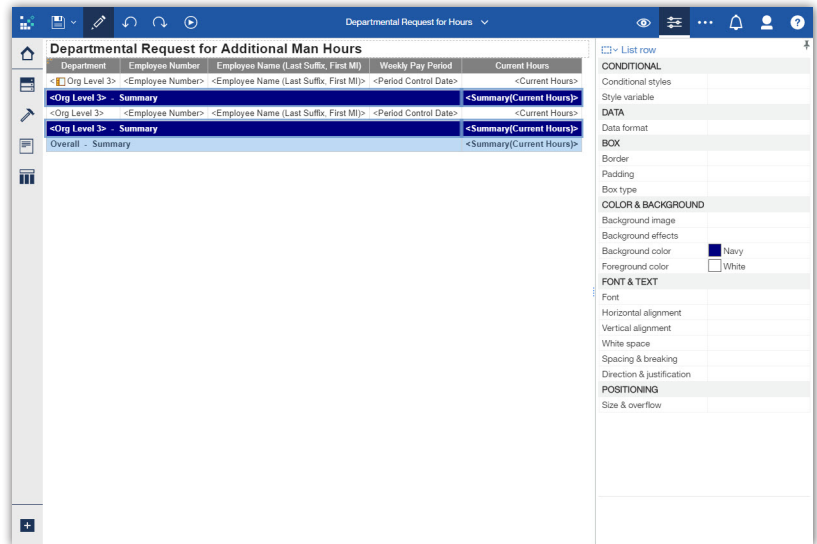 Departmental Request for Hours
?
Departmental Request for Additional Man Hours
Department Employee Number Employee Name (Last Suffix, First MI) Weekly Pay Period Current Hours
< Org Level 3> <Employee Number> <Employee Name (Last Suffix, First MI)> <Period Control Date> <Current Hours>
<Org Level 3> - Summary <Summary(Current Hours)>
<Org Level 3> <Employee Number> <Employee Name (Last Suffix, First MI)> <Period Control Date> <Current Hours>
<Org Level 3> - Summary <Summary(Current Hours)>
Overall - Summary <Summary(Current Hours)>
List row
CONDITIONAL
Conditional styles
Style variable
DATA
Data format
BOX
Border
Padding
Box type
COLOR & BACKGROUND
Background image
Background effects
Background color Navy
Foreground color White
FONT & TEXT
Font
Horizontal alignment
Vertical alignment
White space
Spacing & breaking
Direction & justification
POSITIONING
Size & overflow